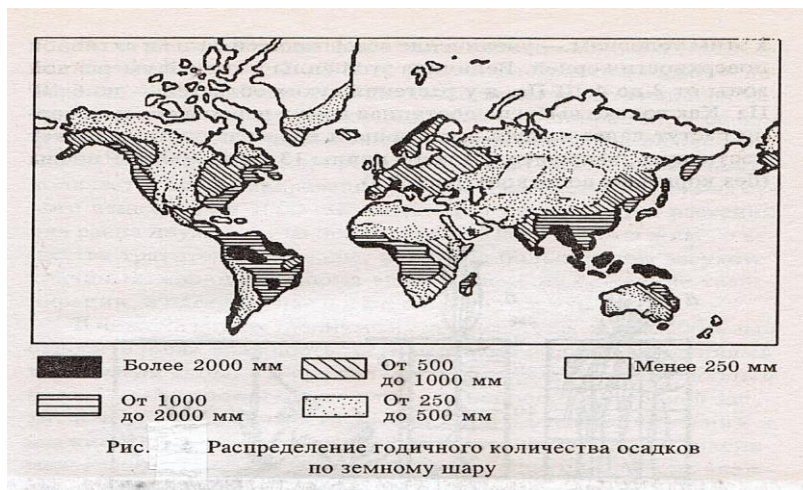 Более 2000 мм
От 500
до 1000 мм
Менее 250 мм
От 1000
до 2000 мм
От 250
до 500 мм
Рис. Распределение годичного количества осадков
по земному шару